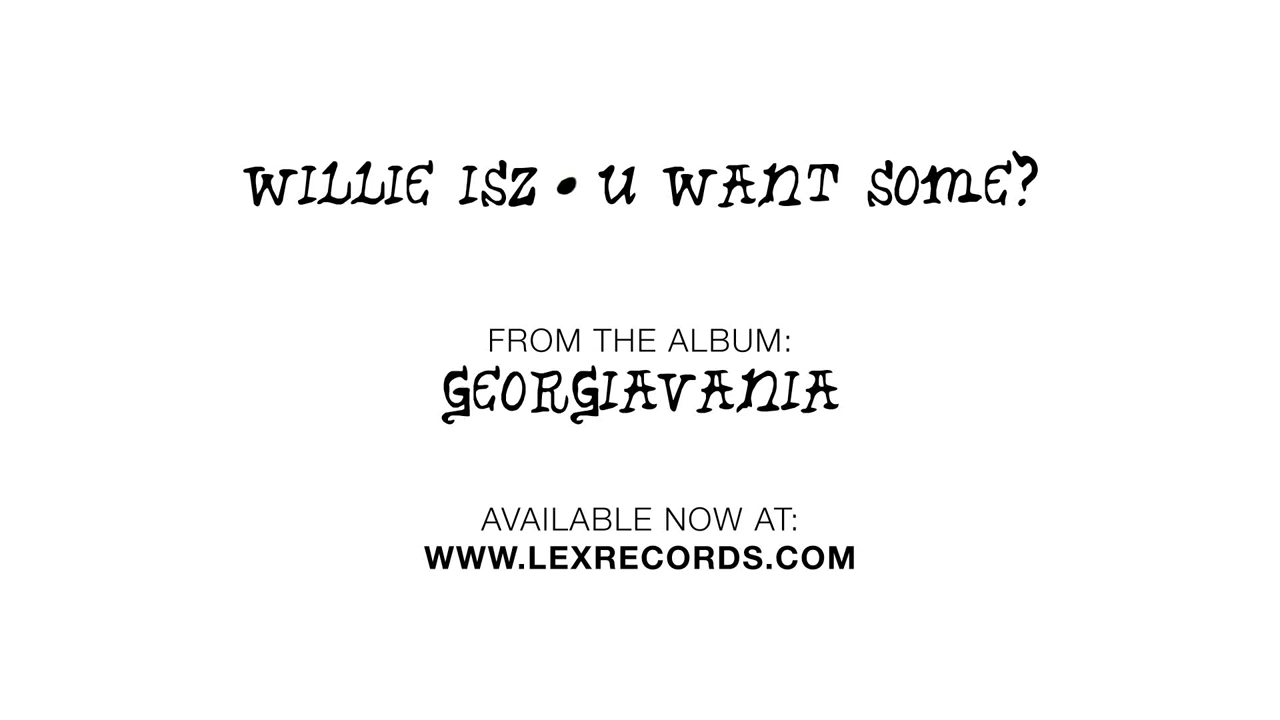 WILLIE ISZ • U WANT SOME?
FROM THE ALBUM:
GEORGIAVANIA
AVAILABLE NOW AT:
WWW.LEXRECORDS.COM